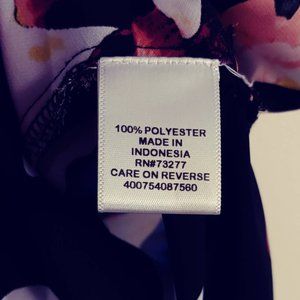 100% POLYESTER
MADE IN
INDONESIA
RN#73277
CARE ON REVERSE
400754087560